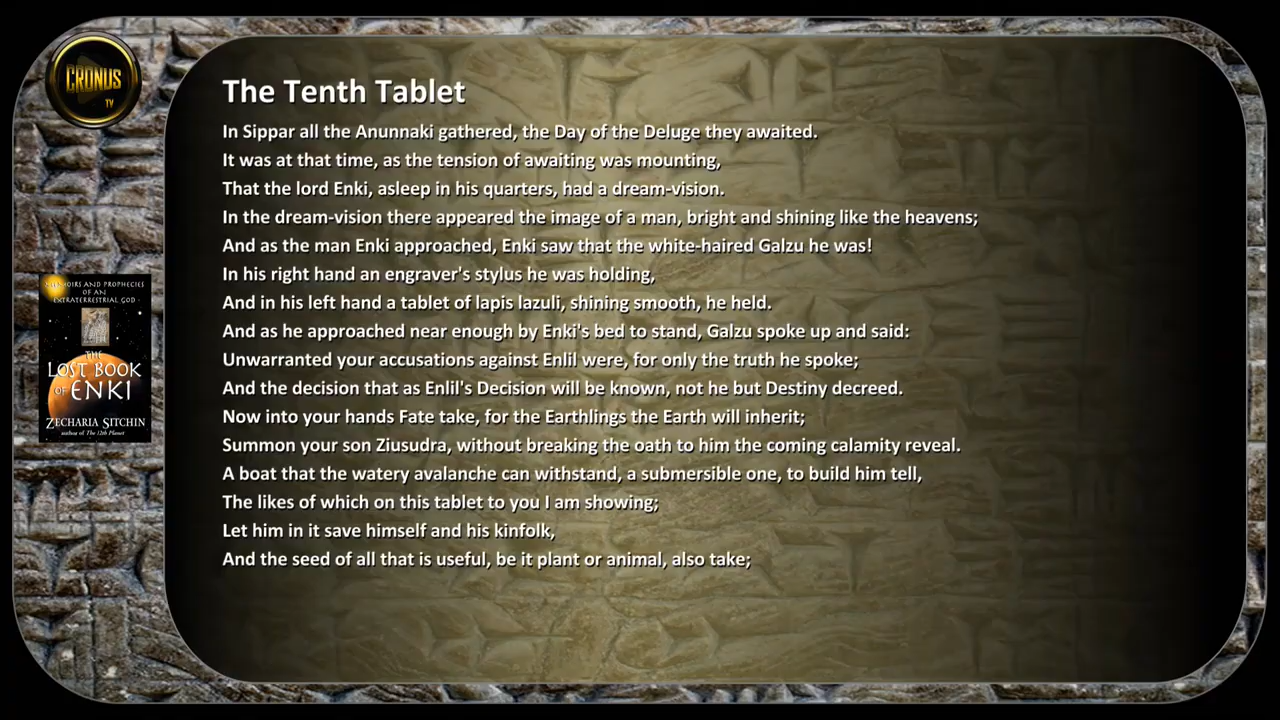 CRONUS
TV
The Tenth Tablet
In Sippar all the Anunnaki gathered, the Day of the Deluge they awaited.
It was at that time, as the tension of awaiting was mounting,
That the lord Enki, asleep in his quarters, had a dream-vision.
In the dream-vision there appeared the image of a man, bright and shining like the heavens;
And as the man Enki approached, Enki saw that the white-haired Galzu he was!
In his right hand an engraver's stylus he was holding,
And in his left hand a tablet of lapis lazuli, shining smooth, he held.
And as he approached near enough by Enki's bed to stand, Galzu spoke up and said:
Unwarranted your accusations against Enlil were, for only the truth he spoke;
And the decision that as Enlil's Decision will be known, not he but Destiny decreed.
Now into your hands Fate take, for the Earthlings the Earth will inherit;
Summon your son Ziusudra, without breaking the oath to him the coming calamity reveal.
A boat that the watery avalanche can withstand, a submersible one, to build him tell,
The likes of which on this tablet to you I am showing;
Let him in it save himself and his kinfolk,
And the seed of all that is useful, be it plant or animal, also take;
MEMOIRS AND PROPHECIES
OF AN
EXTRATERRESTRIAL GOD
THE
LOST BOOK
OF ENKI
ZECHARIA SITCHIN
author of The 12th Planet